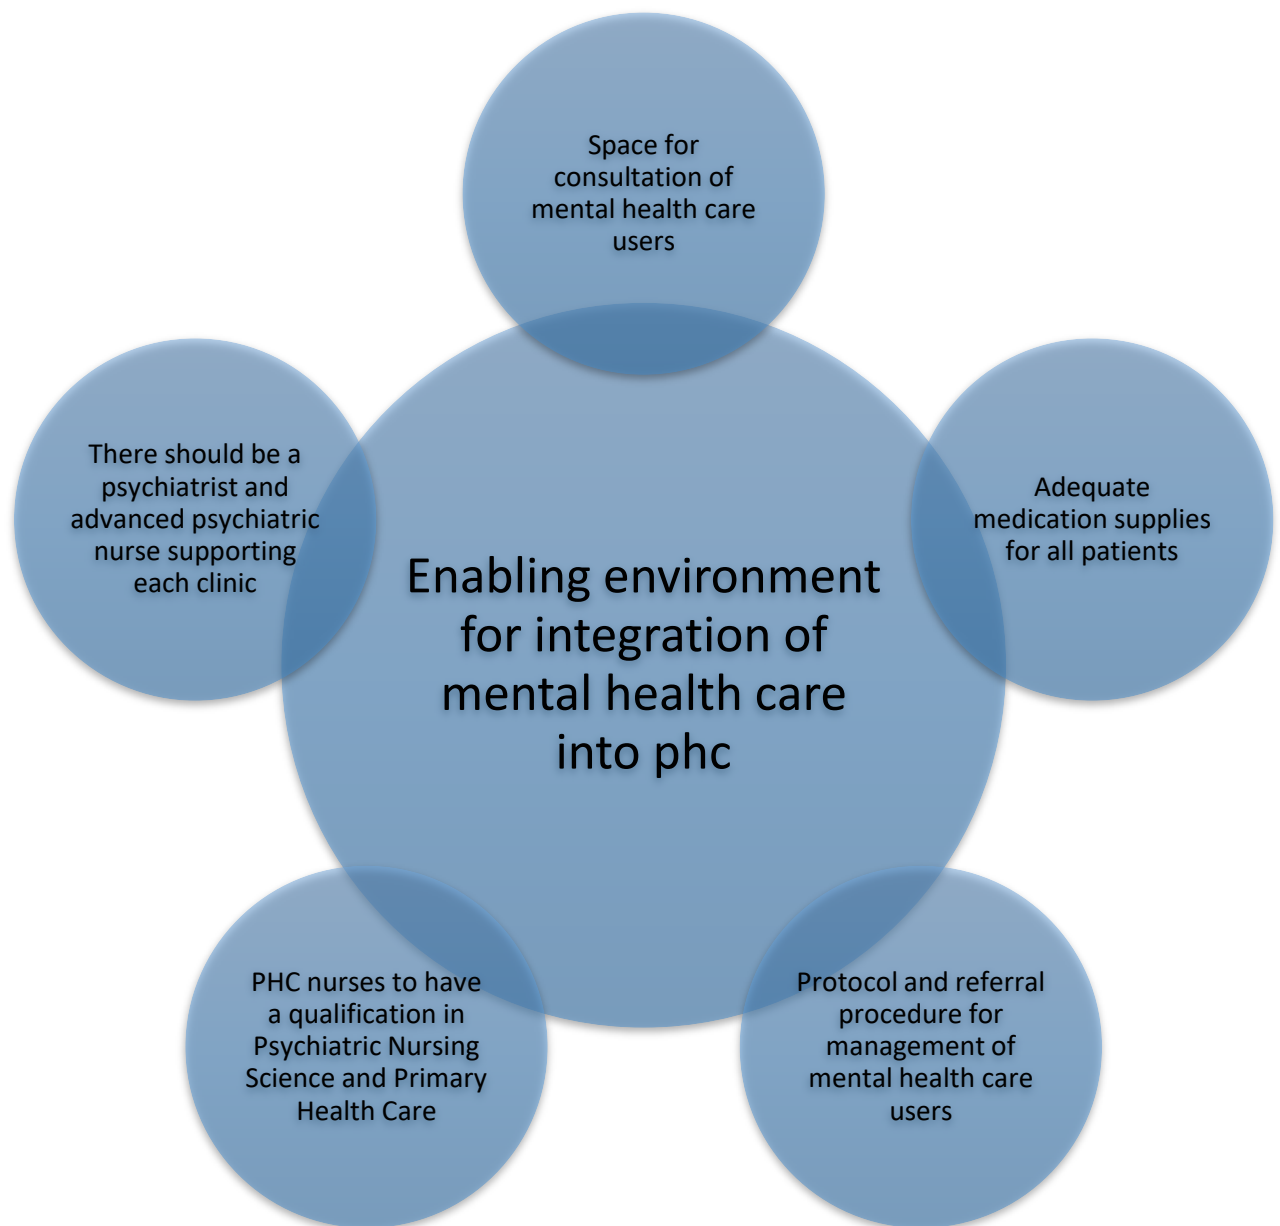 Space for
consultation of
mental health care
users
There should be a
psychiatrist and
advanced psychiatric
nurse supporting
each clinic
Adequate
medication supplies
for all patients
Enabling environment
for integration of
mental health care
into phc
PHC nurses to have
a qualification in
Psychiatric Nursing
Science and Primary
Health Care
Protocol and referral
procedure for
management of
mental health care
users